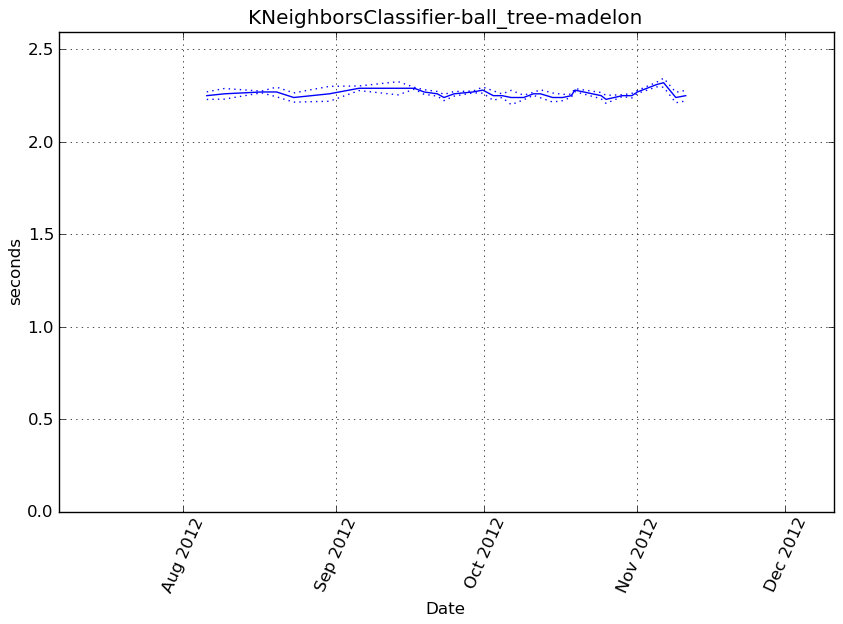 KNeighborsClassifier-ball_tree-madelon
2.5
2.0
1.5
1.0
0.5
0.0
seconds
Aug 2012
Sep 2012
Oct 2012
Nov 2012
Dec 2012
Date